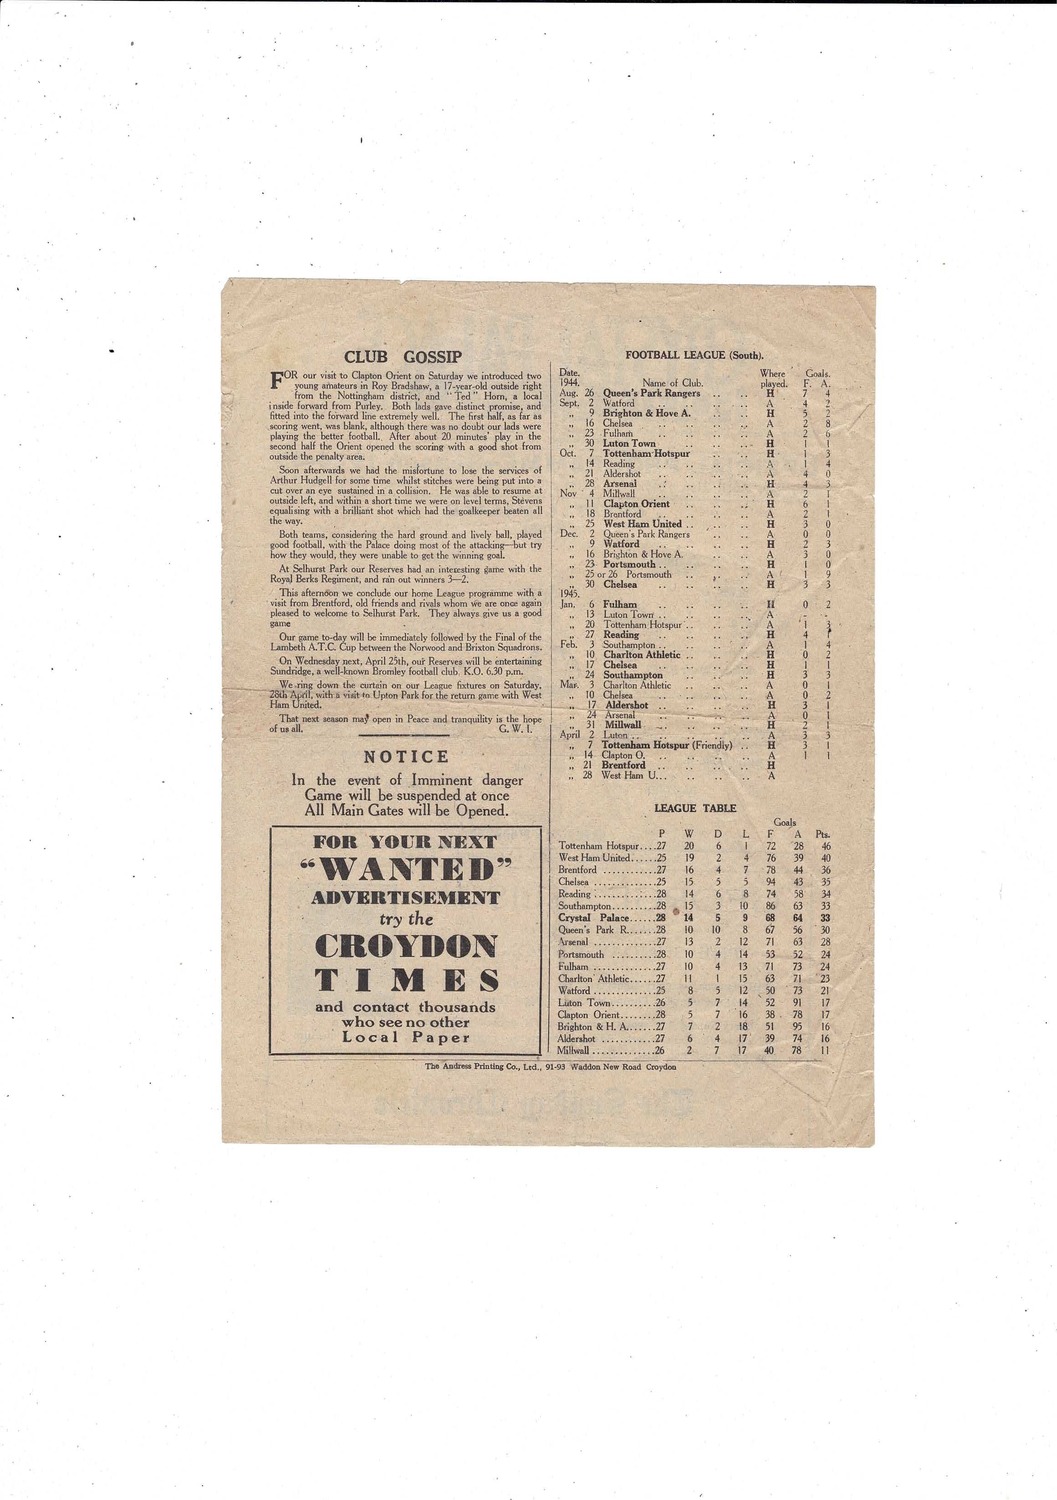 CLUB GOSSIP
FOR our visit to Clapton Orient on Saturday we introduced two
young amateurs in Roy Bradshaw, a 17-year-old outside right
from the Nottingham district, and "Ted" Horn, a local
inside forward from Purley. Both lads gave distinct promise, and
fitted into the forward line extremely well. The first half, as far as
scoring went, was blank, although there was no doubt our lads were
playing the better football. After about 20 minutes' play in the
second half the Orient opened the scoring with a good shot from
outside the penalty area.
Soon afterwards we had the misfortune to lose the services of
Arthur Hudgell for some time whilst stitches were being put into a
cut over an eye sustained in a collision. He was able to resume at
outside left, and within a short time we were on level terms, Stevens
equalising with a brilliant shot which had the goalkeeper beaten all
the way.
Both teams, considering the hard ground and lively ball, played
good football, with the Palace doing most of the attacking—but try
how they would, they were unable to get the winning goal.
At Selhurst Park our Reserves had an interesting game with the
Royal Berks Regiment, and ran out winners 3—2.
This afternoon we conclude our home League programme with a
visit from Brentford, old friends and rivals whom we are once again
pleased to welcome to Selhurst Park. They always give us a good
game
Our game to-day will be immediately followed by the Final of the
Lambeth A.T.C. Cup between the Norwood and Brixton Squadrons.
On Wednesday next, April 25th, our Reserves will be entertaining
Sundridge, a well-known Bromley football club. K.O. 6.30 p.m.
We ring down the curtain on our League fixtures on Saturday,
28th April, with a visit to Upton Park for the return game with West
Ham United.
That next season may open in Peace and tranquility is the hope
of us all. G. W. I.
NOTICE
In the event of Imminent danger
Game will be suspended at once
All Main Gates will be Opened.
FOR YOUR NEXT
"WANTED"
ADVERTISEMENT
try the
CROYDON
TIMES
and contact thousands
who see no other
Local Paper
FOOTBALL LEAGUE (South).
Date. Where Goals.
1944. Name of Club. played. F. A.
Aug. 26 Queen's Park Rangers .. .. H 7 4
Sept. 2 Watford .. .. .. .. A 4 2
„ 9 Brighton & Hove A. .. .. H 5 2
„ 16 Chelsea .. .. .. .. A 2 8
„ 23 Fulham .. .. .. .. A 2 6
„ 30 Luton Town .. .. .. H 1 1
Oct. 7 Tottenham Hotspur .. .. H 1 3
„ 14 Reading .. .. .. .. A 1 4
„ 21 Aldershot .. .. .. .. A 4 0
„ 28 Arsenal .. .. .. .. H 4 3
Nov 4 Millwall .. .. .. .. A 2 1
„ 11 Clapton Orient .. .. .. H 6 1
„ 18 Brentford .. .. .. .. A 2 1
„ 25 West Ham United .. .. .. H 3 0
Dec. 2 Queen's Park Rangers .. .. A 0 0
„ 9 Watford .. .. .. .. H 2 3
„ 16 Brighton & Hove A. .. .. A 3 0
„ 23 Portsmouth .. .. .. .. H 1 0
„ 25 or 26 Portsmouth .. .. A 1 9
„ 30 Chelsea .. .. .. .. H 3 3
1945.
Jan. 6 Fulham .. .. .. .. H 0 2
„ 13 Luton Town .. .. .. .. A - -
„ 20 Tottenham Hotspur .. .. .. A 1 3
„ 27 Reading .. .. .. .. H 4
Feb. 3 Southampton .. .. .. .. A 1 4
„ 10 Charlton Athletic .. .. .. H 0 2
„ 17 Chelsea .. .. .. .. H 1 1
„ 24 Southampton .. .. .. H 3 3
Mar. 3 Charlton Athletic .. .. .. A 0 1
„ 10 Chelsea .. .. .. .. A 0 2
„ 17 Aldershot .. .. .. .. H 3 1
„ 24 Arsenal .. .. .. .. A 0 1
„ 31 Millwall .. .. .. .. H 2 1
April 2 Luton .. .. .. .. A 3 3
„ 7 Tottenham Hotspur (Friendly) .. H 3 1
„ 14 Clapton O. .. .. .. .. A 1 1
„ 21 Brentford .. .. .. .. H
„ 28 West Ham U... .. .. .. A
LEAGUE TABLE
Goals
P W D L F A Pts.
Tottenham Hotspur....27 20 6 1 72 28 46
West Ham United......25 19 2 4 76 39 40
Brentford ............27 16 4 7 78 44 36
Chelsea ..............25 15 5 5 94 43 35
Reading ..............28 14 6 8 74 58 34
Southampton..........28 15 3 10 86 63 33
Crystal Palace......28 14 5 9 68 64 33
Queen's Park R.......28 10 10 8 67 56 30
Arsenal ..............27 13 2 12 71 63 28
Portsmouth ..........28 10 4 14 53 52 24
Fulham ..............27 10 4 13 71 73 24
Charlton Athletic......27 11 1 15 63 71 23
Watford ..............25 8 5 12 50 73 21
Luton Town..........26 5 7 14 52 91 17
Clapton Orient........28 5 7 16 38 78 17
Brighton & H. A.......27 7 2 18 51 95 16
Aldershot ............27 6 4 17 39 74 16
Millwall ..............26 2 7 17 40 78 11
The Andress Printing Co., Ltd., 91-93 Waddon New Road Croydon